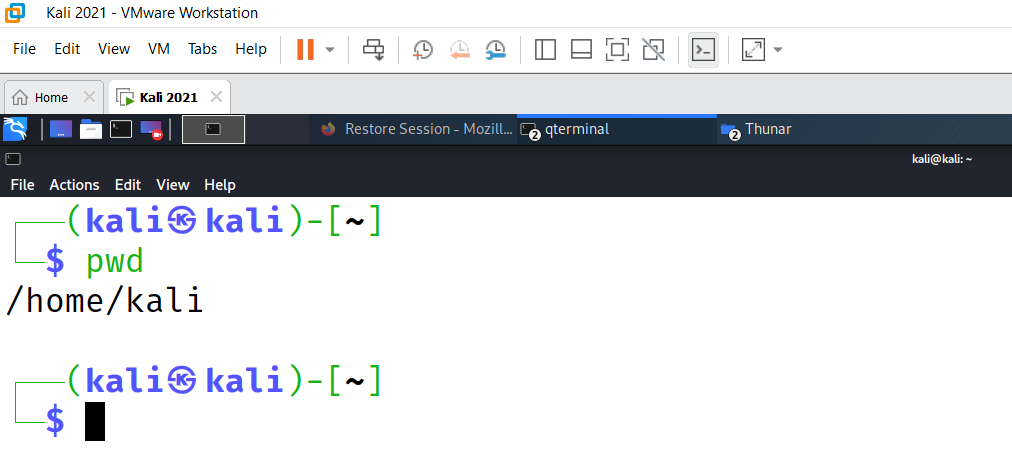 Kali 2021 - VMware Workstation
File Edit View VM Tabs Help
Home Kali 2021
Restore Session - Mozill... 2 qterminal 2 Thunar
kali@kali: ~
File Actions Edit View Help
┌──(kali㉿kali)-[~]
└─$ pwd
/home/kali
┌──(kali㉿kali)-[~]
└─$